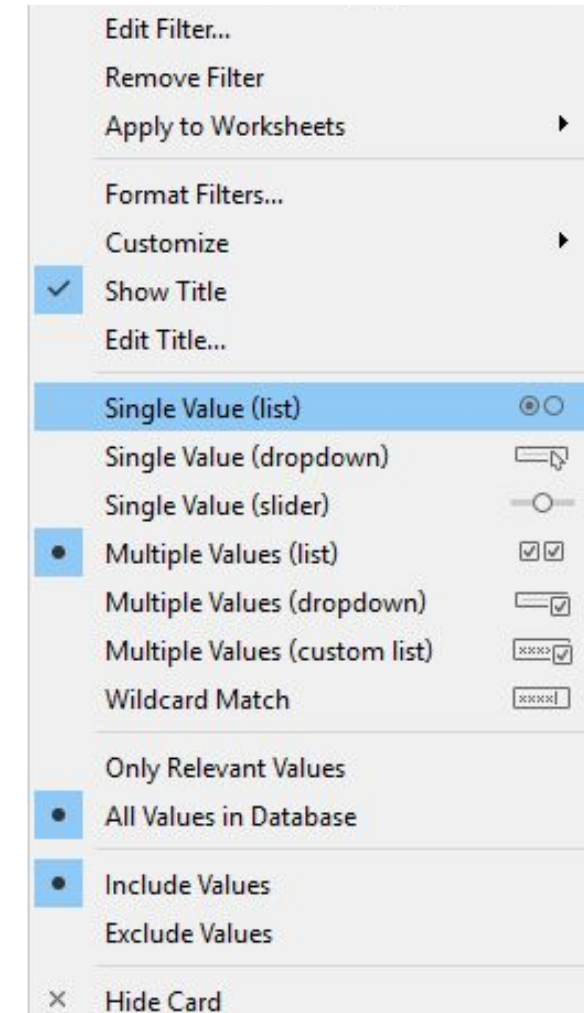 Edit Filter...
Remove Filter
Apply to Worksheets
Format Filters...
Customize
Show Title
Edit Title...
Single Value (list)
Single Value (dropdown)
Single Value (slider)
Multiple Values (list)
Multiple Values (dropdown)
Multiple Values (custom list)
Wildcard Match
Only Relevant Values
All Values in Database
Include Values
Exclude Values
Hide Card